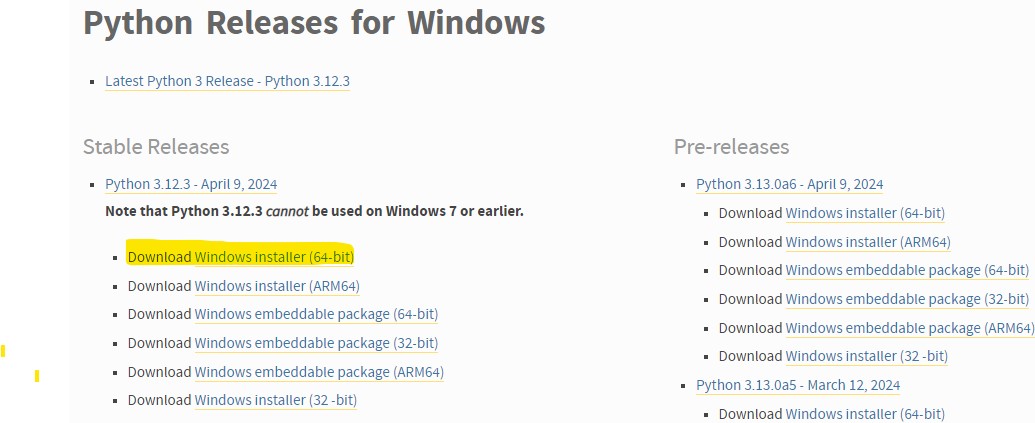 Python Releases for Windows
Latest Python 3 Release - Python 3.12.3
Stable Releases
Python 3.12.3 - April 9, 2024
Note that Python 3.12.3 cannot be used on Windows 7 or earlier.
Download Windows installer (64-bit)
Download Windows installer (ARM64)
Download Windows embeddable package (64-bit)
Download Windows embeddable package (32-bit)
Download Windows embeddable package (ARM64)
Download Windows installer (32 -bit)
Pre-releases
Python 3.13.0a6 - April 9, 2024
Download Windows installer (64-bit)
Download Windows installer (ARM64)
Download Windows embeddable package (64-bit)
Download Windows embeddable package (32-bit)
Download Windows embeddable package (ARM64)
Download Windows installer (32 -bit)
Python 3.13.0a5 - March 12, 2024
Download Windows installer (64-bit)